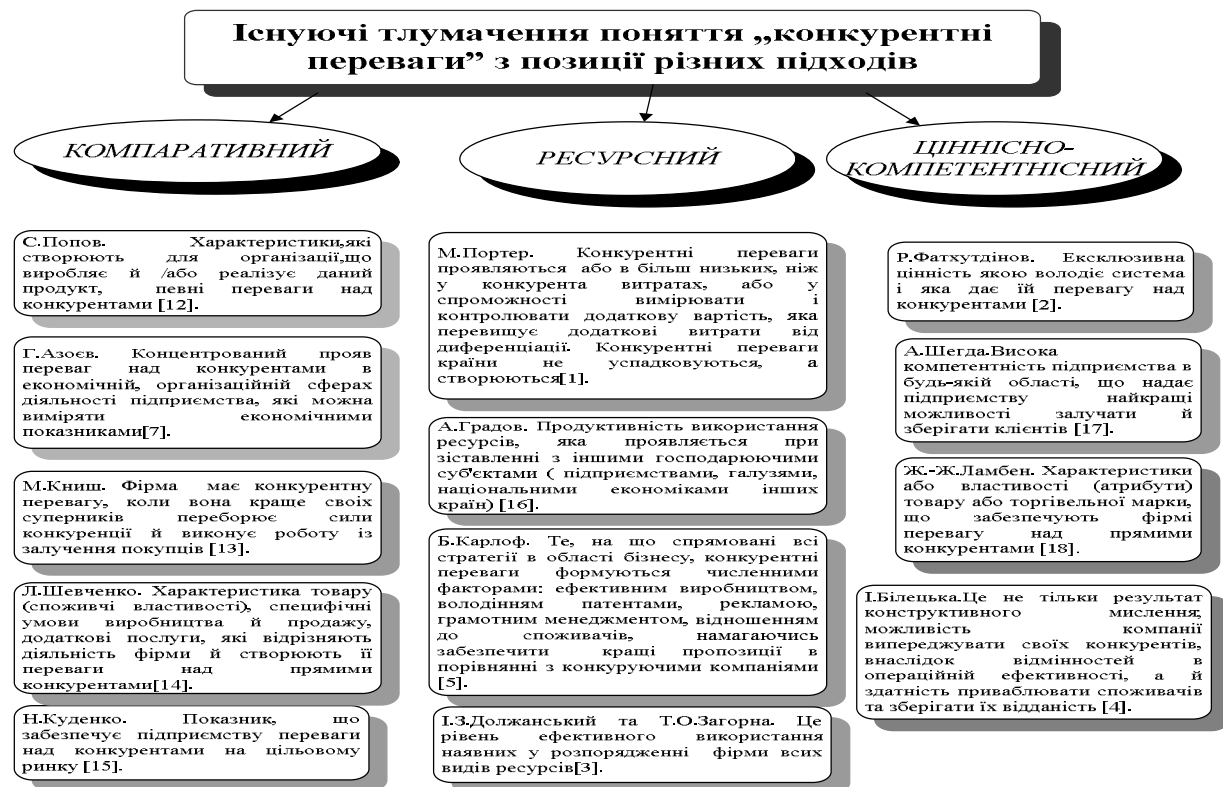 Існуючі тлумачення поняття „конкурентні
переваги” з позиції різних підходів
КОМПАРАТИВНИЙ
РЕСУРСНИЙ
ЦІННІСНО-
КОМПЕТЕНТНІСНИЙ
С.Попов. Характеристики,які
створюють для організації,що
виробляє й /або реалізує даний
продукт, певні переваги над
конкурентами [12].
Г.Азоєв. Концентрований прояв
переваг над конкурентами в
економічній, організаційній сферах
діяльності підприємства, які можна
виміряти економічними
показниками[7].
М.Книш. Фірма має конкурентну
перевагу, коли вона краще своїх
суперників переборює сили
конкуренції й виконує роботу із
залучення покупців [13].
Л.Шевченко. Характеристика товару
(споживчі властивості), специфічні
умови виробництва й продажу,
додаткові послуги, які відрізняють
діяльність фірми й створюють її
переваги над прямими
конкурентами[14].
Н.Куденко. Показник, що
забезпечує підприємству переваги
над конкурентами на цільовому
ринку [15].
М.Портер. Конкурентні переваги
проявляються або в більш низьких, ніж
у конкурента витратах, або у
спроможності вимірювати і
контролювати додаткову вартість, яка
перевищує додаткові витрати від
диференціації. Конкурентні переваги
країни не успадковуються, а
створюються[1].
А.Градов. Продуктивність використання
ресурсів, яка проявляється при
зіставленні з іншими господарюючими
суб'єктами ( підприємствами, галузями,
національними економіками інших
країн) [16].
Б.Карлоф. Те, на що спрямовані всі
стратегії в області бізнесу, конкурентні
переваги формуються численними
факторами: ефективним виробництвом,
володінням патентами, рекламою,
грамотним менеджментом, відношенням
до споживачів, намагаючись
забезпечити кращі пропозиції в
порівнянні з конкуруючими компаніями
[5].
І.З.Должанський та Т.О.Загорна. Це
рівень ефективного використання
наявних у розпорядженні фірми всих
видів ресурсів[3].
Р.Фатхутдінов. Ексклюзивна
цінність якою володіє система
і яка дає їй перевагу над
конкурентами [2].
А.Шегда.Висока
компетентність підприємства в
будь-якій області, що надає
підприємству найкращі
можливості залучати й
зберігати клієнтів [17].
Ж.-Ж.Ламбен. Характеристики
або властивості (атрибути)
товару або торгівельної марки,
що забезпечують фірмі
перевагу над прямими
конкурентами [18].
І.Білецька.Це не тільки результат
конструктивного мислення,
можливість компанії
випереджувати своїх конкурентів,
внаслідок відмінностей в
операційній ефективності, а й
здатність приваблювати споживачів
та зберігати їх відданість [4].